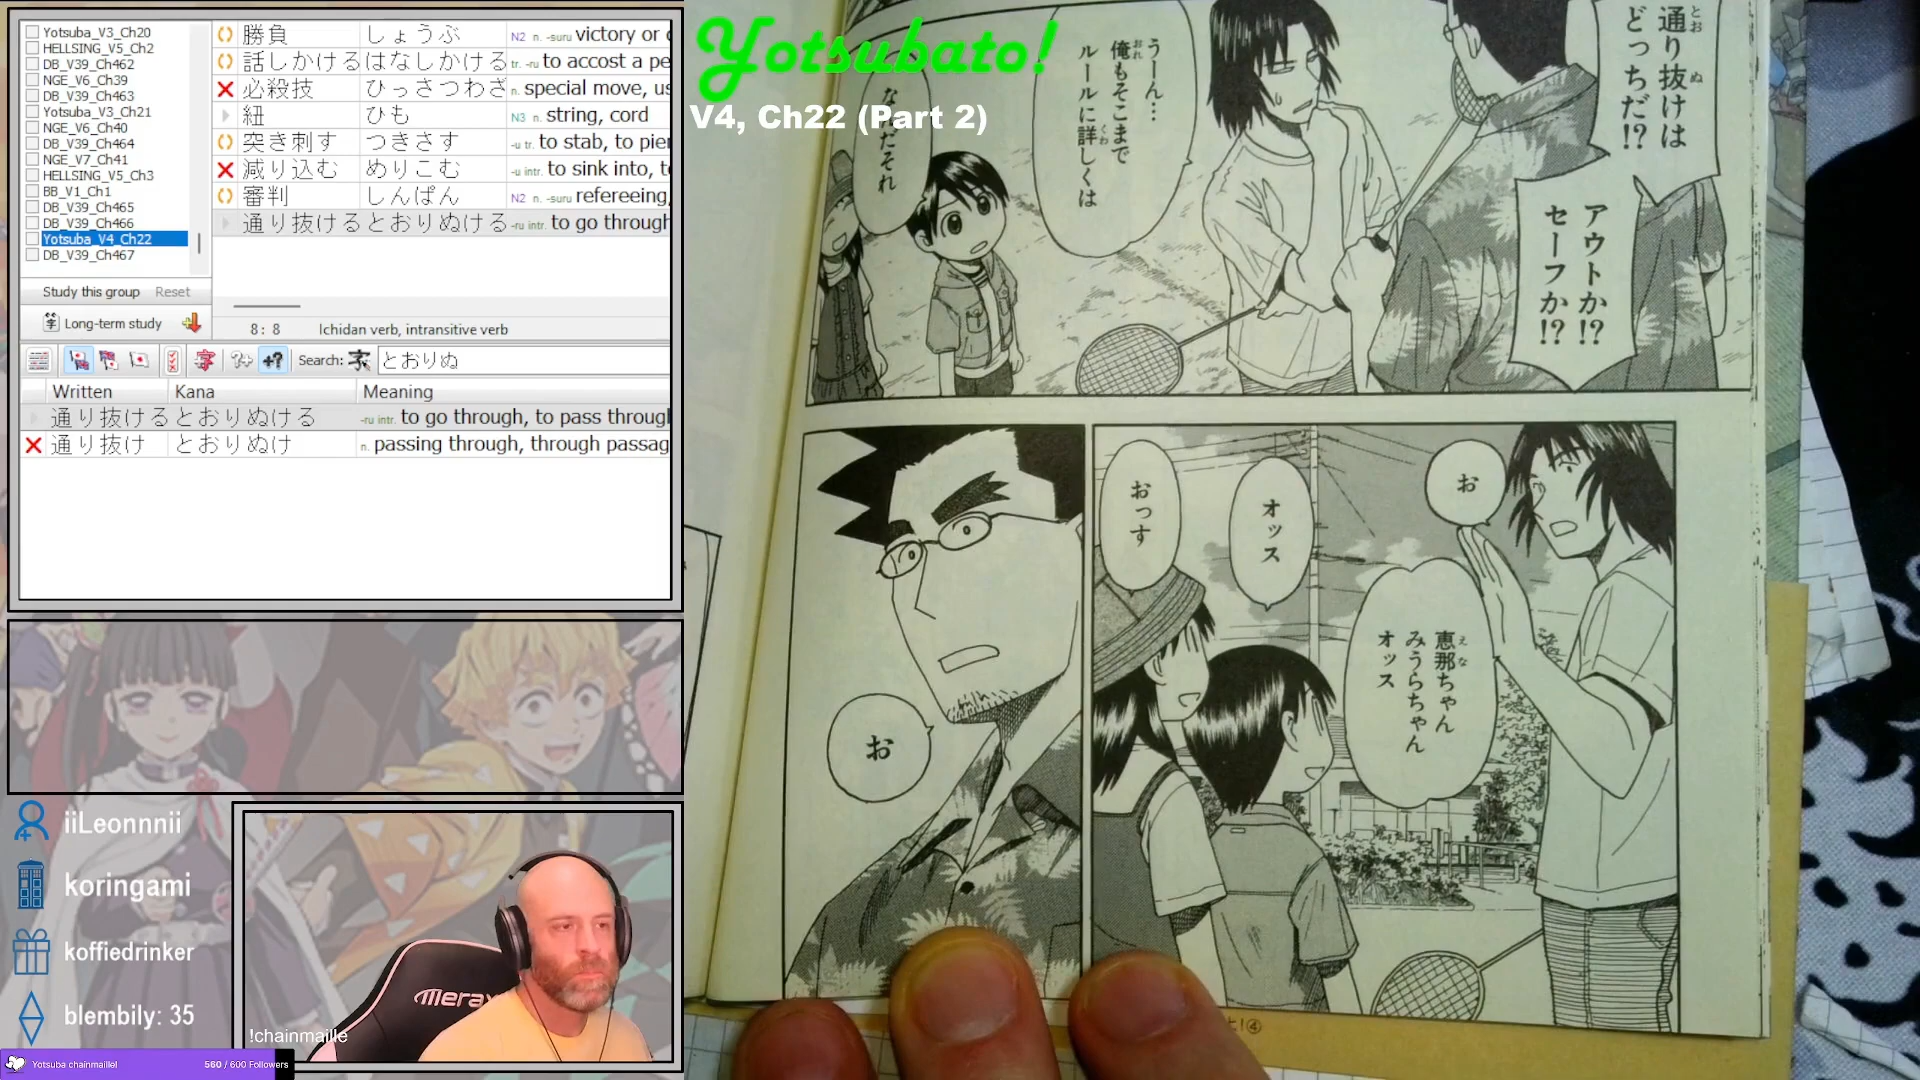 Yotsuba_V3_Ch20
HELLSING_V5_Ch2
DB_V39_Ch462
NGE_V6_Ch39
DB_V39_Ch463
Yotsuba_V3_Ch21
NGE_V6_Ch40
DB_V39_Ch464
NGE_V7_Ch41
HELLSING_V5_Ch3
BB_V1_Ch1
DB_V39_Ch465
DB_V39_Ch466
Yotsuba_V4_Ch22
DB_V39_Ch467
Study this group Reset
Long-term study
勝負 しょうぶ N2 n. -suru victory or
話しかける はなしかける tr. -ru to accost a pe
必殺技 ひっさつわざ n. special move, us
紐 ひも N3 n. string, cord
突き刺す つきさす -u tr. to stab, to pie
減り込む めりこむ -u intr. to sink into, t
審判 しんぱん N2 n. -suru refereeing,
通り抜ける とおりぬける -ru intr. to go through
8: 8 Ichidan verb, intransitive verb
Search: とおりぬ
Written Kana Meaning
通り抜ける とおりぬける -ru intr. to go through, to pass throug
通り抜け とおりぬけ n. passing through, through passag
iiLeonnnii
koringami
koffiedrinker
blembily: 35
meraX
!chainmaille
Yotsuba chainmaille!
560 / 600 Followers
Yotsubato!
V4, Ch22 (Part 2)
通り抜けは
どっちだ!?
アウトか!?
セーフか!?
うーん…
俺もそこまで
ルールに詳しくは
だそれ
お
恵那ちゃん
みうらちゃん
オッス
オッス
おっす
お
と!④